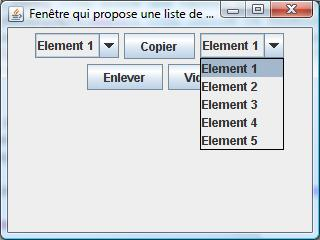 Fenêtre qui propose une liste de ...
Element 1 Copier Element 1
Enlever
Element 1
Element 2
Element 3
Element 4
Element 5